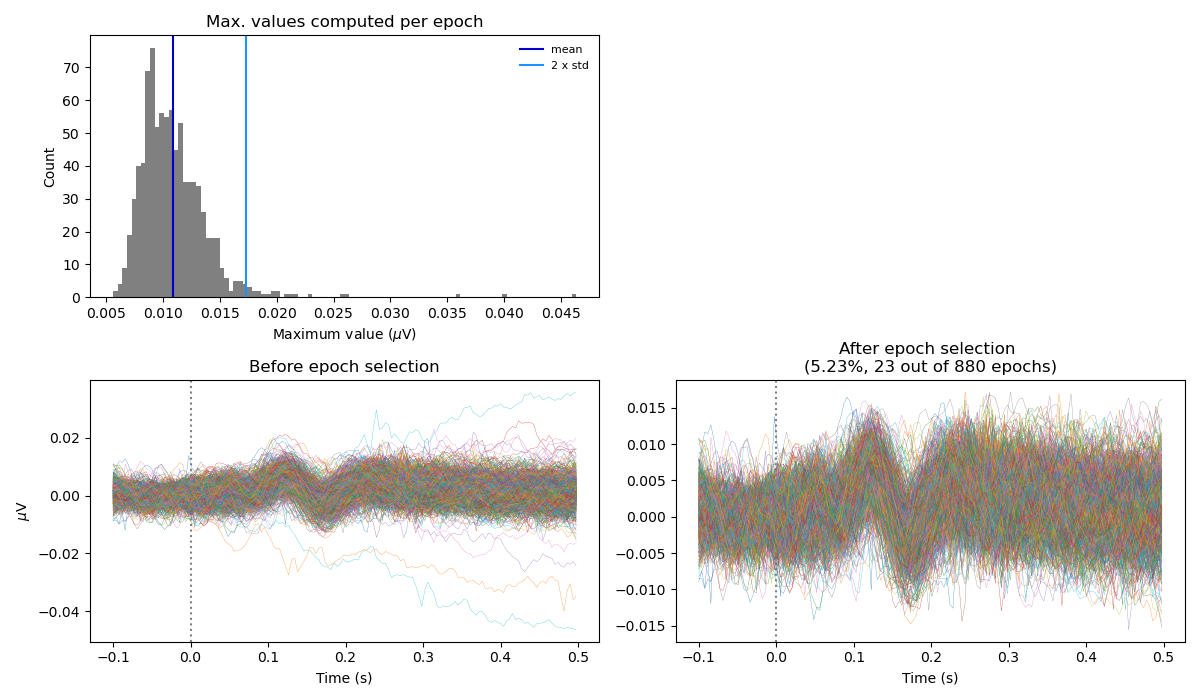 Max. values computed per epoch
mean
2 x std
Count
70
60
50
40
30
20
10
0
0.005 0.010 0.015 0.020 0.025 0.030 0.035 0.040 0.045
Maximum value (μV)
Before epoch selection
μV
0.02
0.00
−0.02
−0.04
−0.1 0.0 0.1 0.2 0.3 0.4 0.5
Time (s)
After epoch selection
(5.23%, 23 out of 880 epochs)
0.015
0.010
0.005
0.000
−0.005
−0.010
−0.015
−0.1 0.0 0.1 0.2 0.3 0.4 0.5
Time (s)